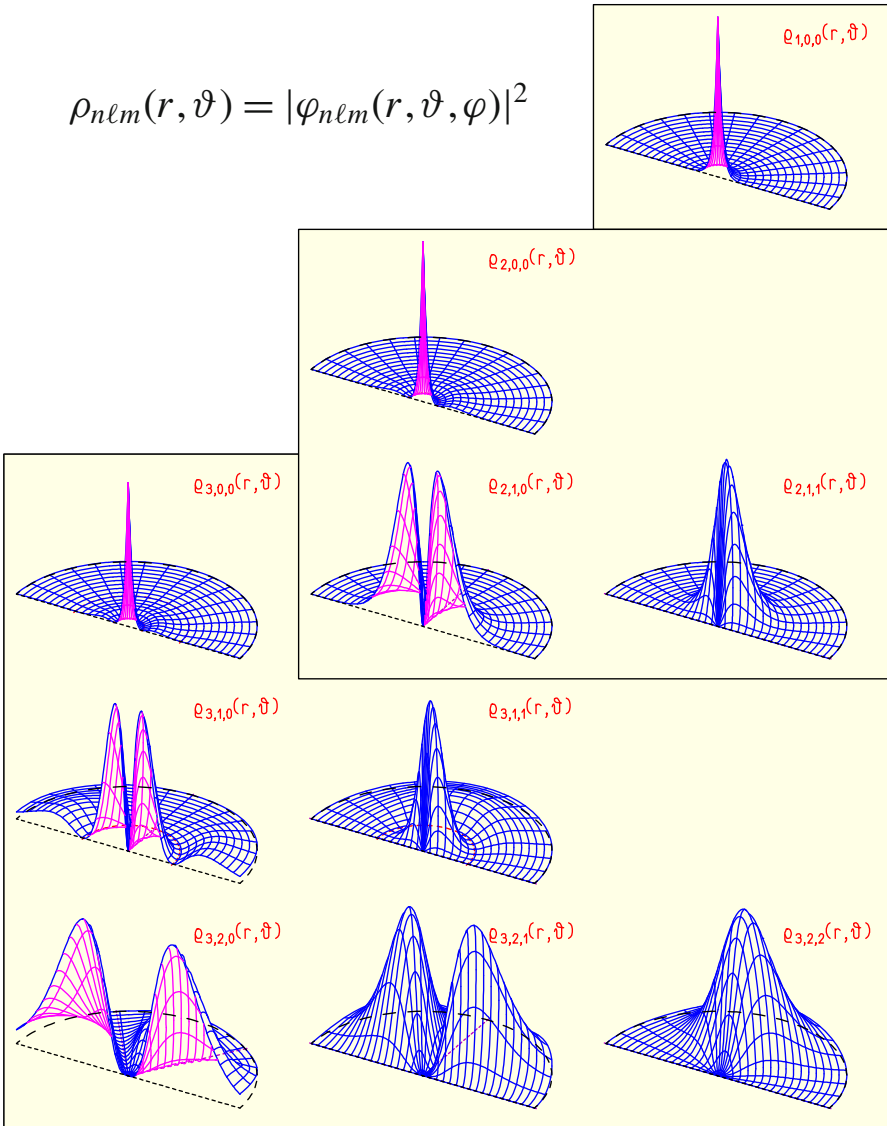 ϱ₁,₀,₀(r,ϑ)
ρₙℓₘ(r, ϑ) = |φₙℓₘ(r, ϑ, φ)|²
ϱ₂,₀,₀(r,ϑ)
ϱ₃,₀,₀(r,ϑ)
ϱ₂,₁,₀(r,ϑ)
ϱ₂,₁,₁(r,ϑ)
ϱ₃,₁,₀(r,ϑ)
ϱ₃,₁,₁(r,ϑ)
ϱ₃,₂,₀(r,ϑ)
ϱ₃,₂,₁(r,ϑ)
ϱ₃,₂,₂(r,ϑ)